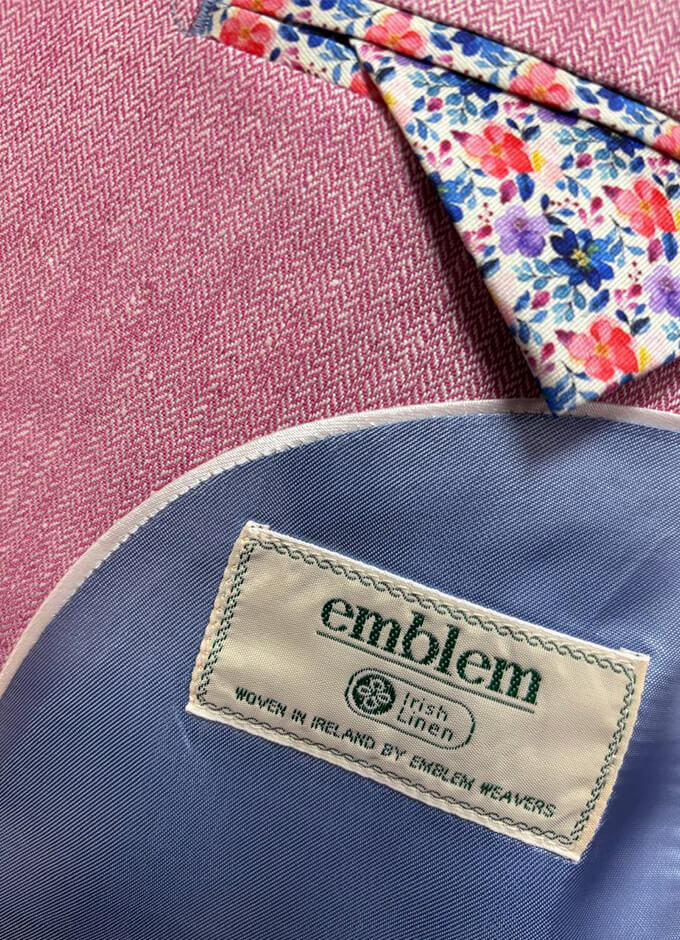 emblem
Irish
Linen
WOVEN IN IRELAND BY EMBLEM WEAVERS